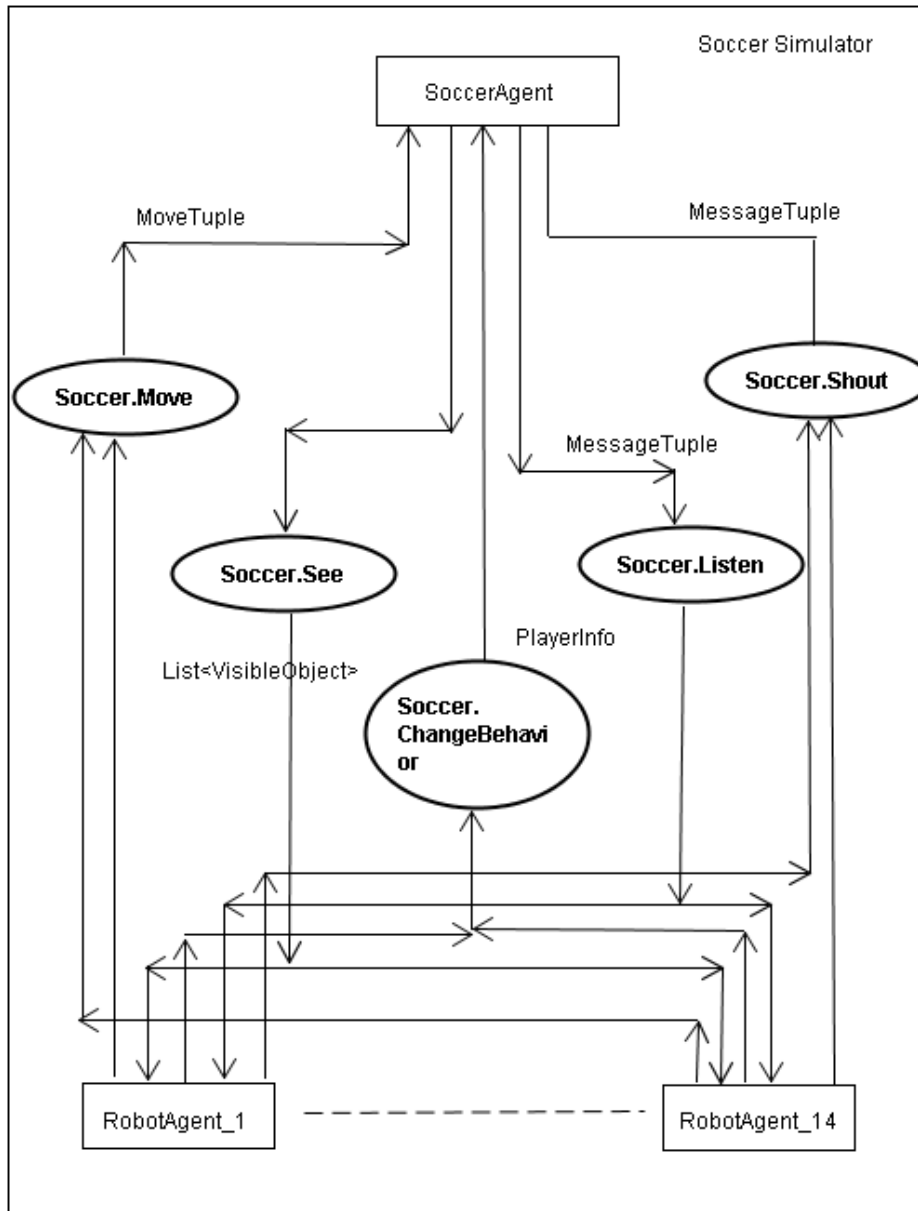 Soccer Simulator
SoccerAgent
MoveTuple
MessageTuple
Soccer.Move
Soccer.Shout
MessageTuple
Soccer.See
Soccer.Listen
PlayerInfo
List<VisibleObject>
Soccer.
ChangeBehavi
or
RobotAgent_1
RobotAgent_14